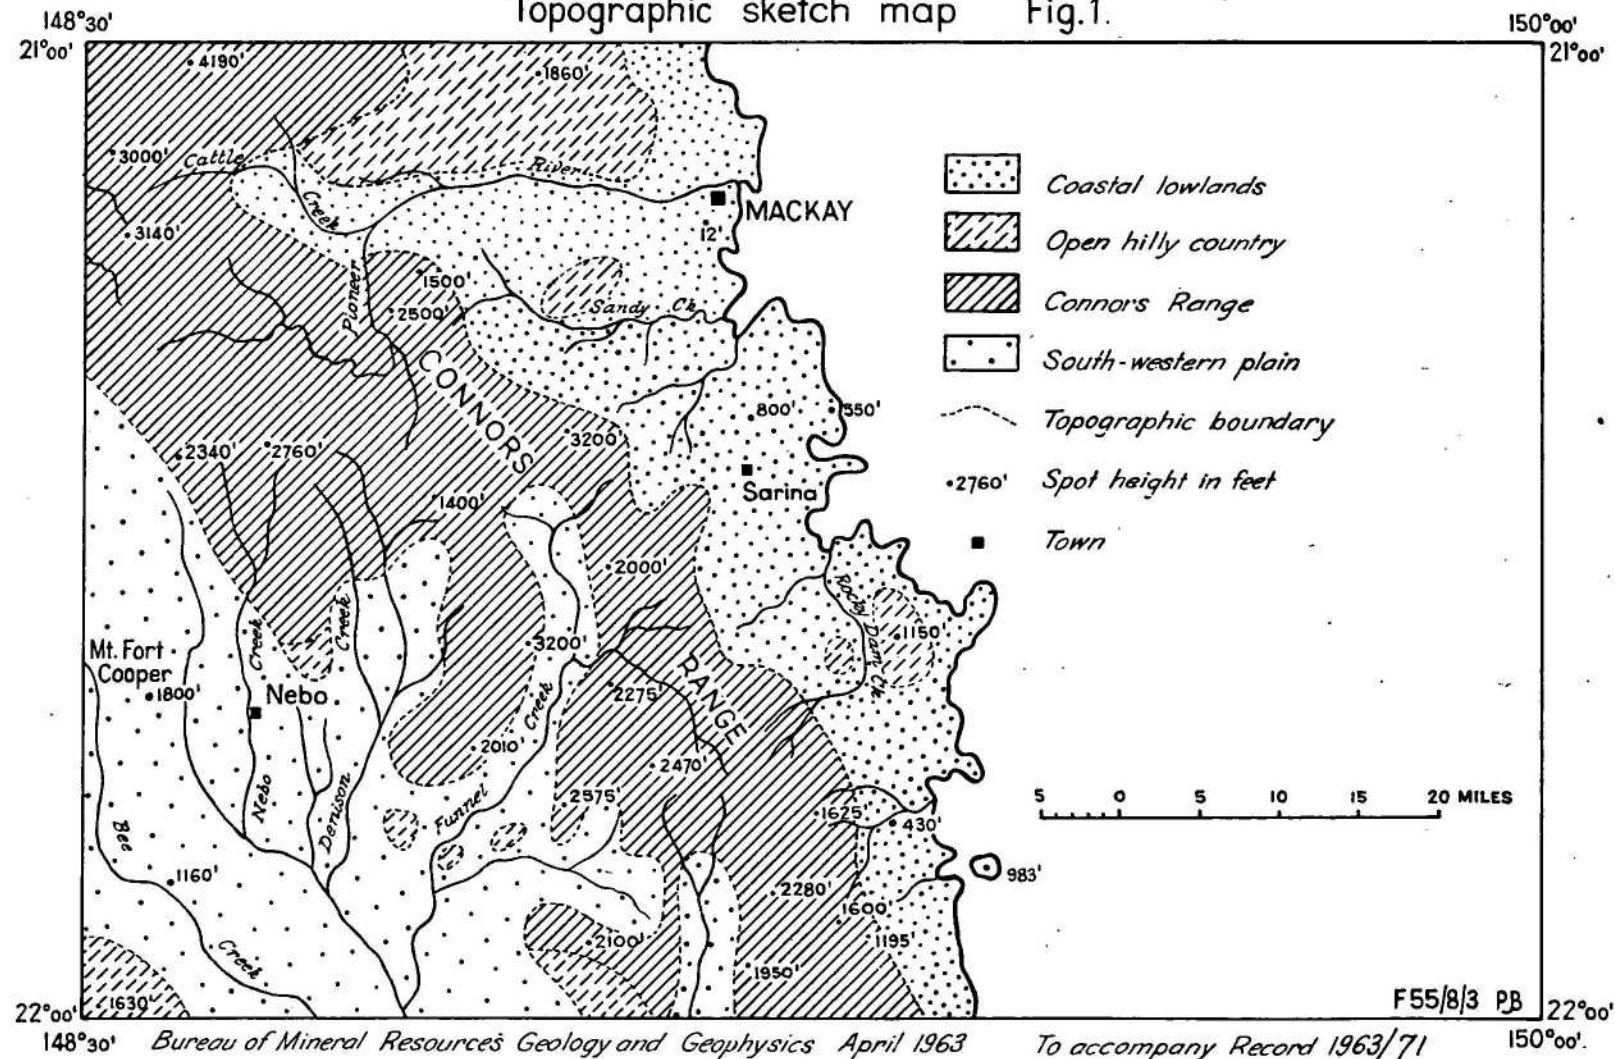 Topographic sketch map Fig.1.
148°30'
150°00'
21°00'
21°00'
4190'
1860'
3000'
Cattle
Creek
River
3140'
MACKAY
12'
Pioneer
1500'
2500'
Sandy Ck
CONNORS
800'
550'
3200'
2340'
2760'
Sarina
1400'
2000'
Rocky Dam Ck
1150'
Creek
Creek
3200'
Mt. Fort
Cooper
1800'
Nebo
Creek
2275'
RANGE
2010'
2470'
Nebo
Denison
Funnel
2575'
1625'
430'
Bee
1160'
983'
2280'
1600'
1195'
Creek
2100'
1950'
1630'
Coastal lowlands
Open hilly country
Connors Range
South-western plain
Topographic boundary
2760' Spot height in feet
Town
5 0 5 10 15 20 MILES
F55/8/3 PJB
22°00'
22°00'
148°30'
150°00'
Bureau of Mineral Resources Geology and Geophysics April 1963 To accompany Record 1963/71